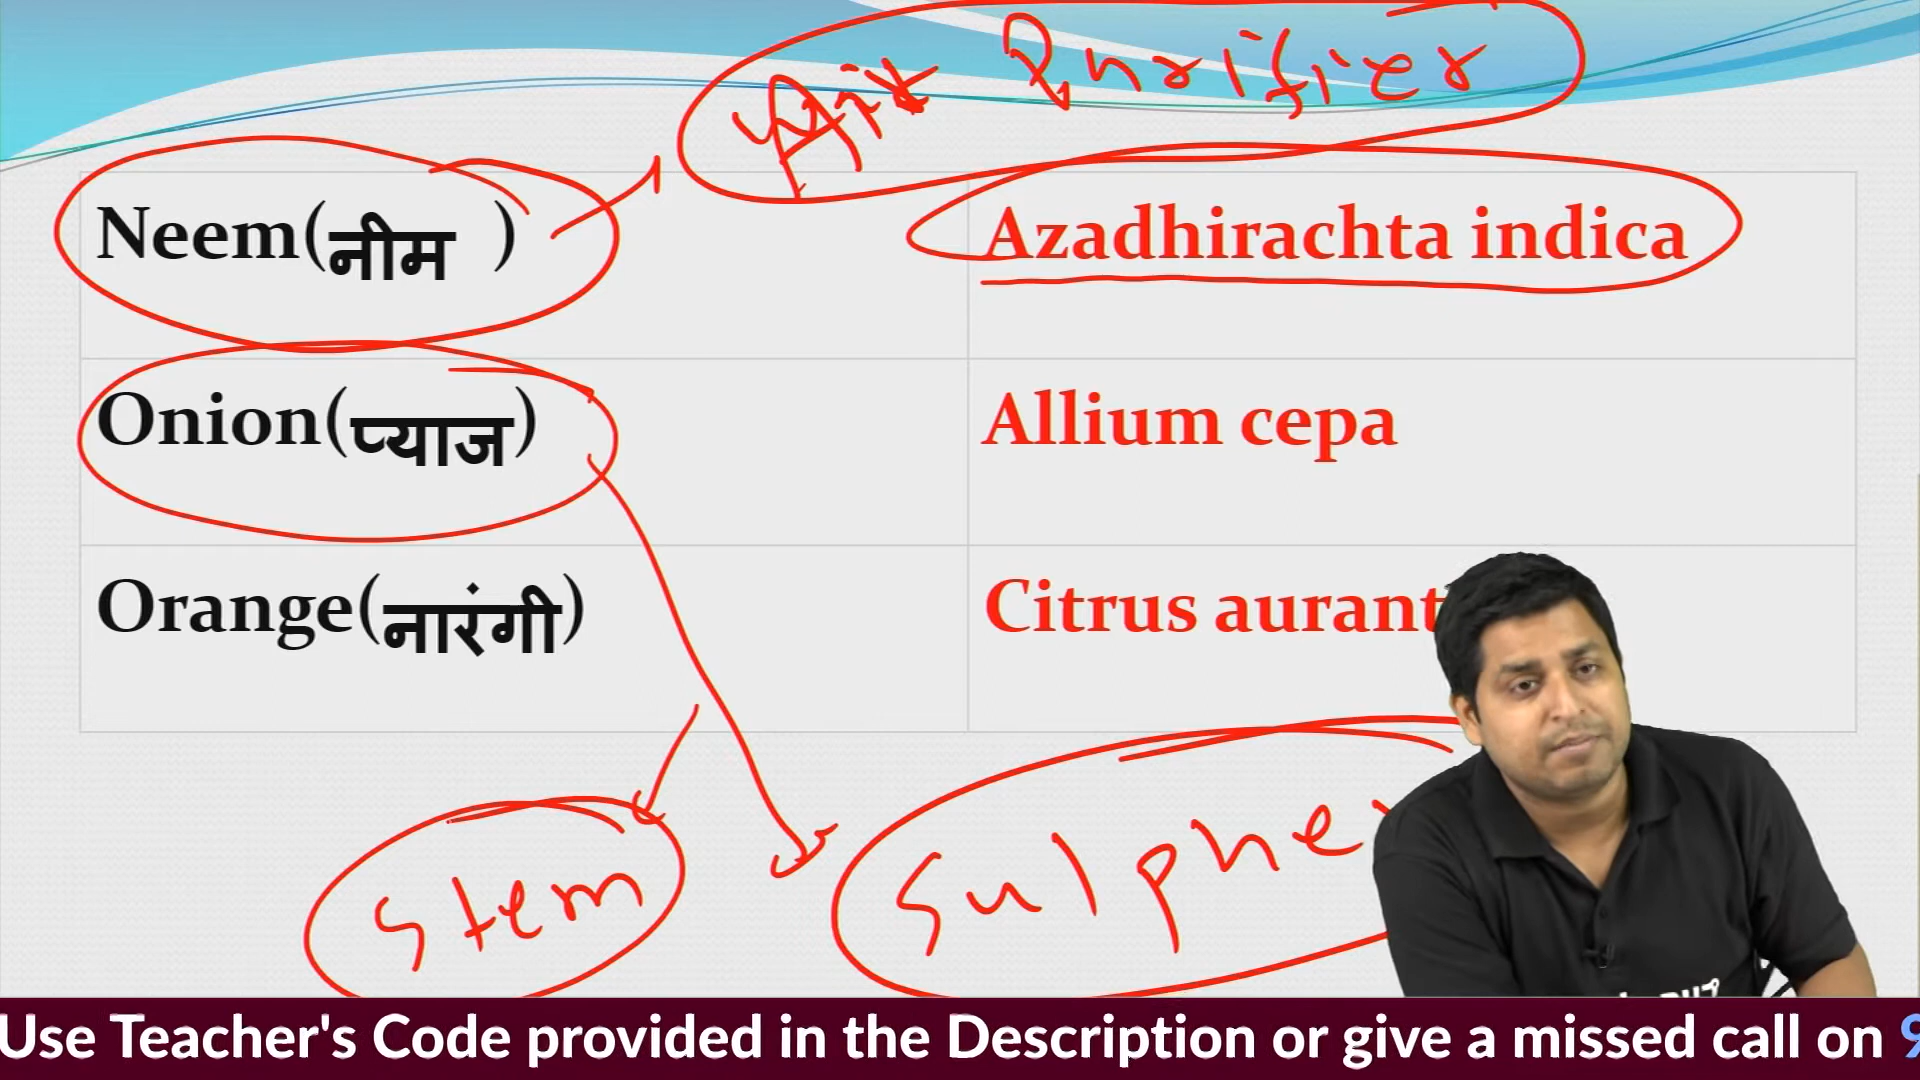 Air Purifier
Neem(नीम )
Azadhirachta indica
Onion(प्याज)
Allium cepa
Orange(नारंगी)
Citrus aurant
Stem
Sulphe
Use Teacher's Code provided in the Description or give a missed call on 9